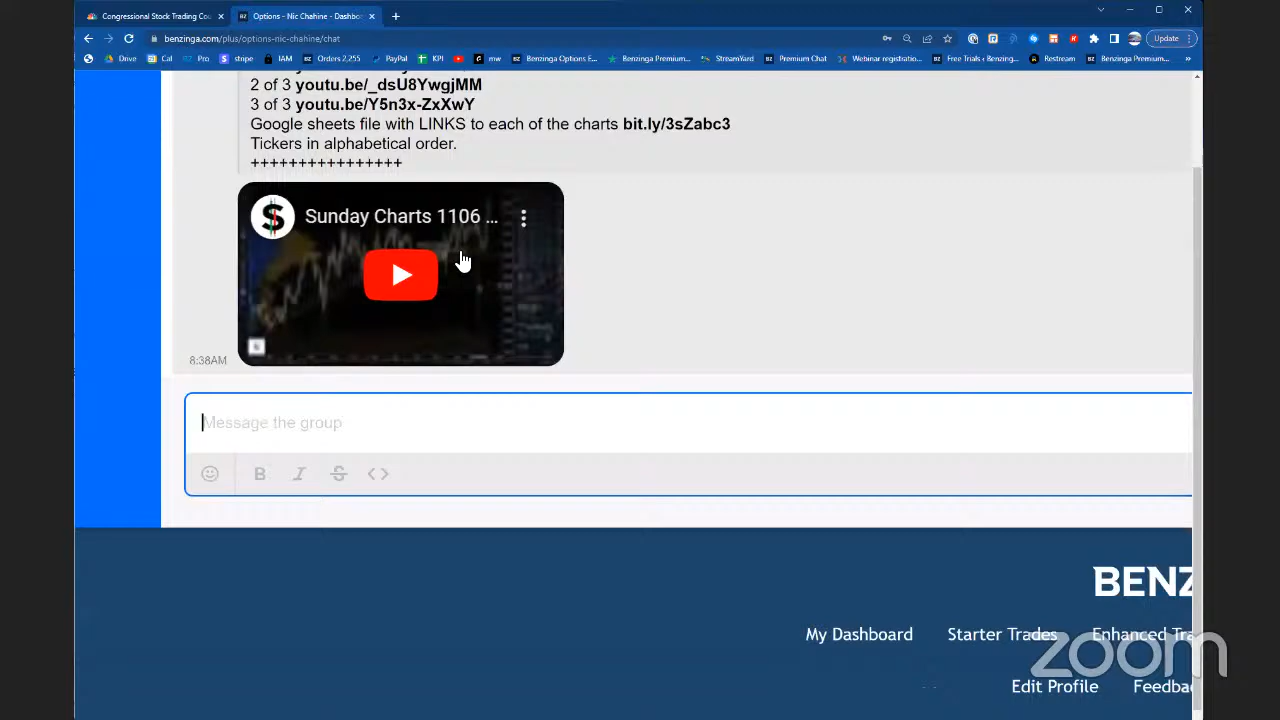 Congressional Stock Trading Co
Options - Nic Chahine - Dashbo
benzinga.com/plus/options-nic-chahine/chat
Update
Drive
Cal
Pro
stripe
IAM
Orders 2,255
PayPal
KPI
mw
Benzinga Options E...
Benzinga Premium...
StreamYard
Premium Chat
Webinar registratio...
Free Trials ‹ Benzing...
Restream
Benzinga Premium...
2 of 3 youtu.be/_dsU8YwgjMM
3 of 3 youtu.be/Y5n3x-ZxXwY
Google sheets file with LINKS to each of the charts bit.ly/3sZabc3
Tickers in alphabetical order.
++++++++++++++++
Sunday Charts 1106 ...
8:38AM
Message the group
B I S <>
BENZ
My Dashboard
Starter Trades
Enhanced Tra
zoom
Edit Profile
Feedba